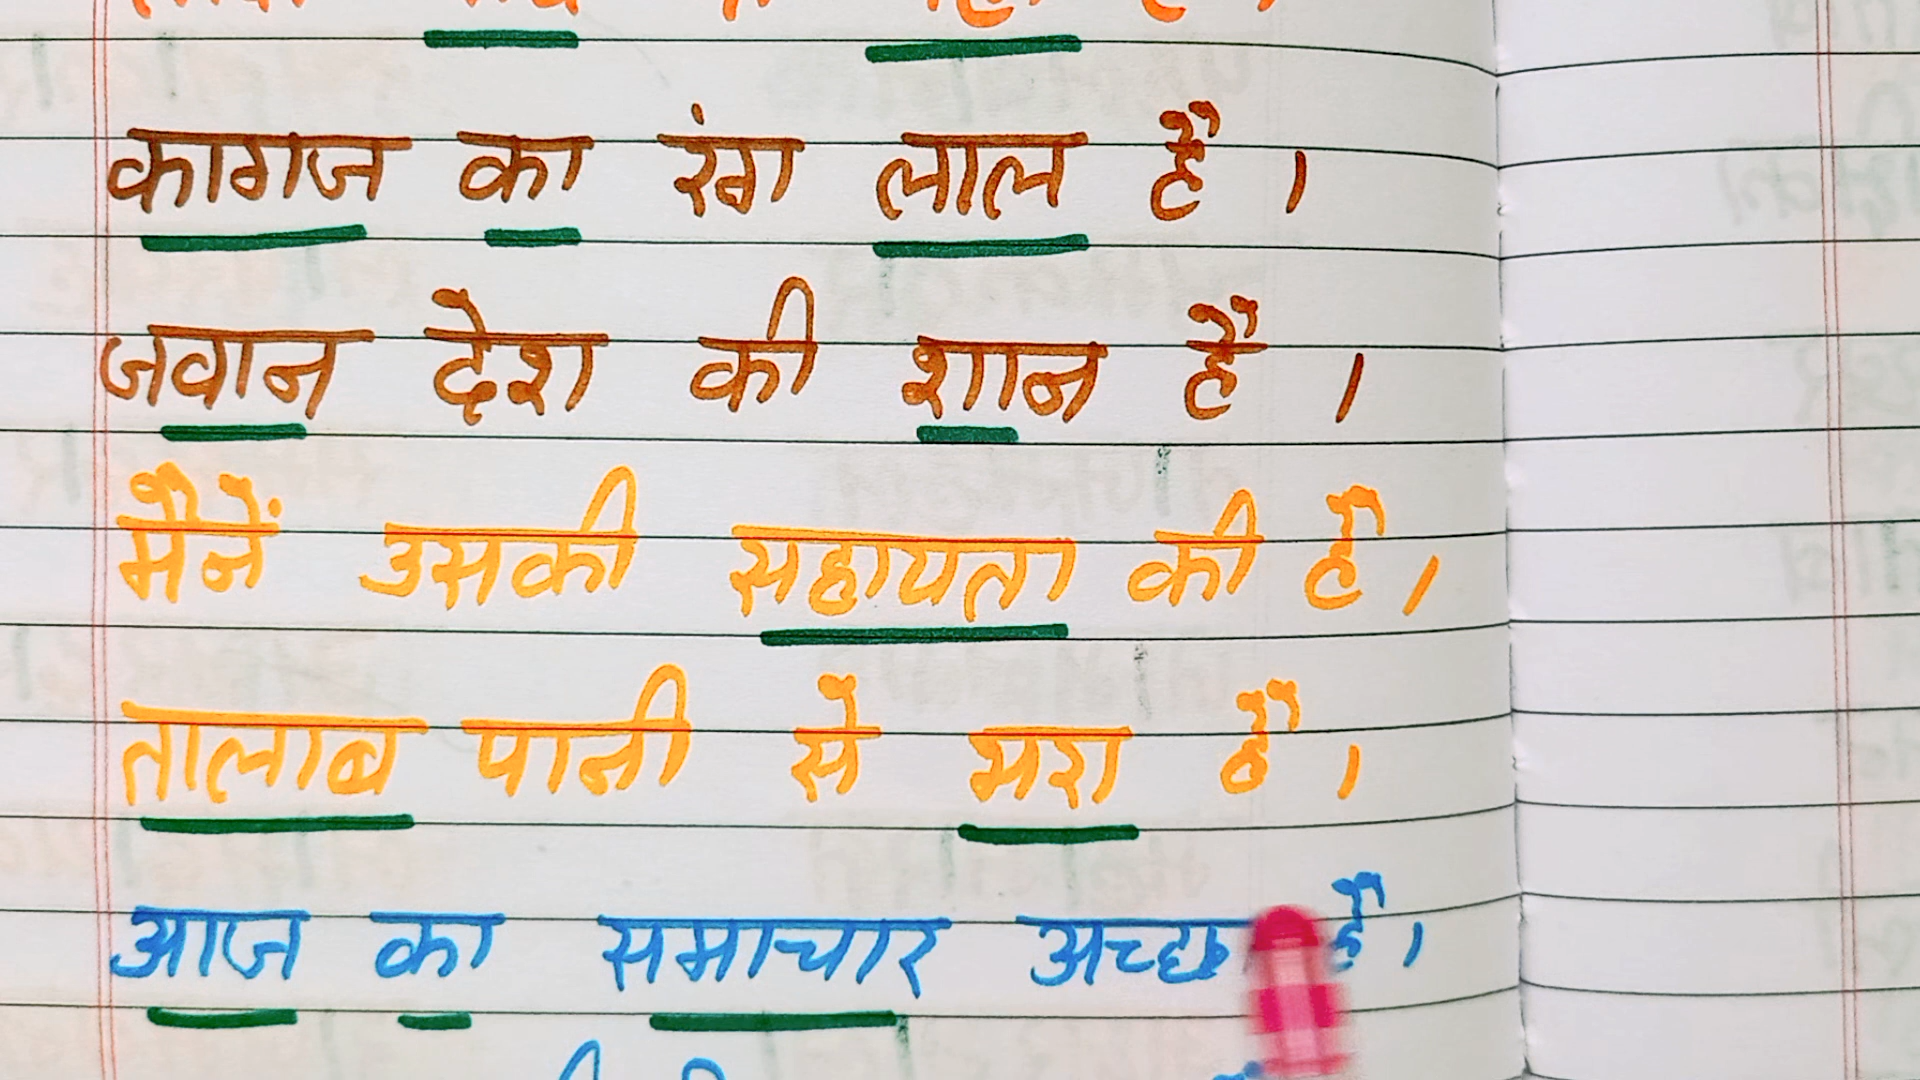 कागज का रंग लाल है ।
जवान देश की शान है ।
मैनें उसकी सहायता की है ।
तालाब पानी से भरा है ।
आज का समाचार है ।